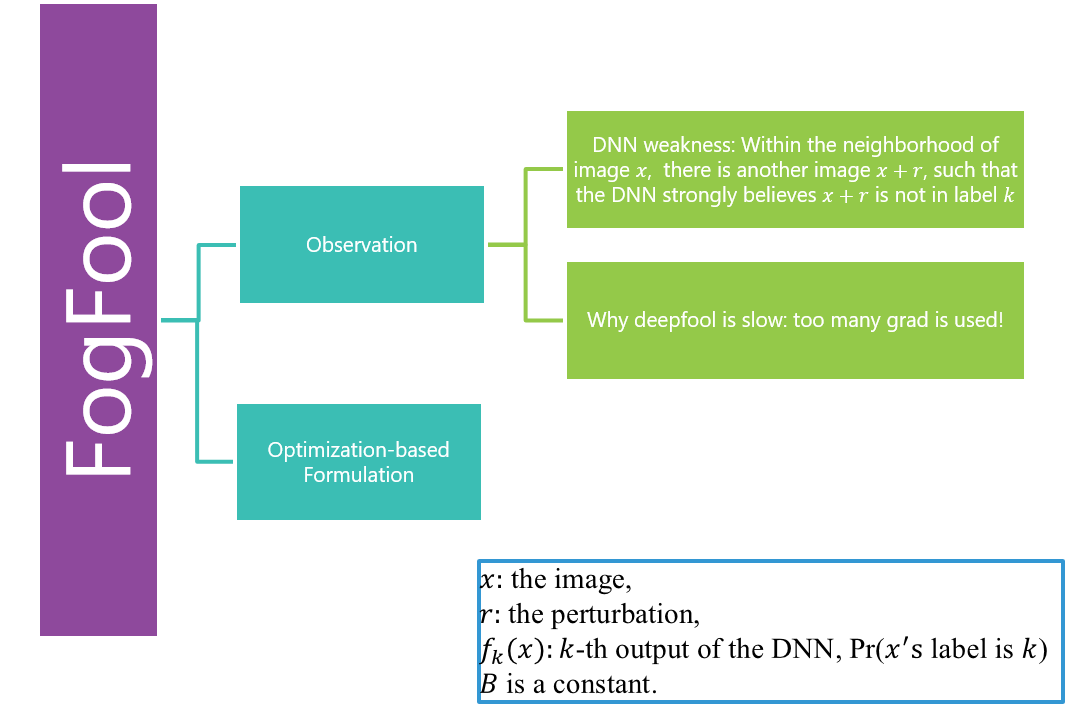 FogFool
Observation
DNN weakness: Within the neighborhood of
image 𝑥, there is another image 𝑥 + 𝑟, such that
the DNN strongly believes 𝑥 + 𝑟 is not in label 𝑘
Why deepfool is slow: too many grad is used!
Optimization-based
Formulation
𝑥: the image,
𝑟: the perturbation,
𝑓ₖ(𝑥): 𝑘-th output of the DNN, Pr(𝑥′s label is 𝑘)
𝐵 is a constant.